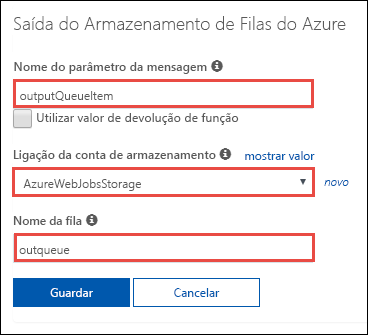 Saída do Armazenamento de Filas do Azure
Nome do parâmetro da mensagem
outputQueueItem
Utilizar valor de devolução de função
Ligação da conta de armazenamento mostrar valor
AzureWebJobsStorage novo
Nome da fila
outqueue
Guardar Cancelar